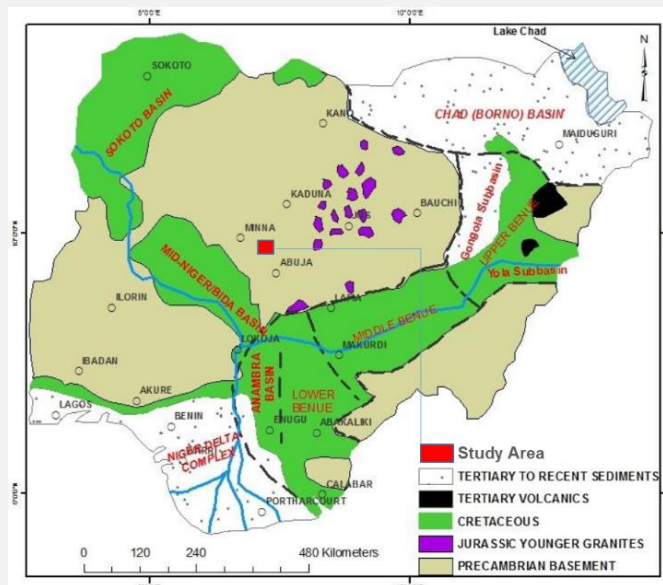 5°0'0"E
10°0'0"E
Lake Chad
N
SOKOTO
SOKOTO BASIN
KANO
CHAD (BORNO) BASIN
MAIDUGURI
KADUNA
BAUCHI
MINNA
Gongola Subbasin
UPPER BENUE
ABUJA
MID-NIGER/BIDA BASIN
Yola Subbasin
ILORIN
LAFIA
MIDDLE BENUE
LOKOJA
MAKURDI
IBADAN
ANAMBRA
BASIN
LOWER
BENUE
AKURE
LAGOS
BENIN
ENUGU
ABAKALIKI
NIGER DELTA
COMPLEX
CALABAR
PORTHARCOURT
Study Area
TERTIARY TO RECENT SEDIMENTS
TERTIARY VOLCANICS
CRETACEOUS
JURASSIC YOUNGER GRANITES
PRECAMBRIAN BASEMENT
0 120 240 480 Kilometers